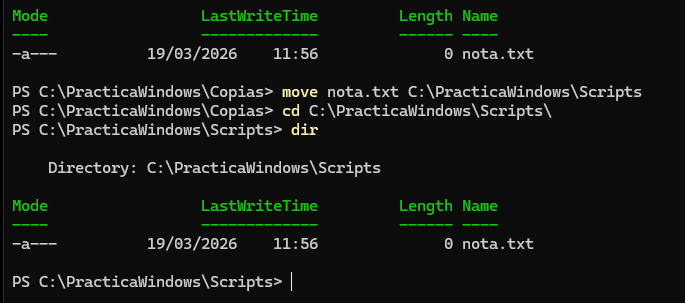 Mode                 LastWriteTime         Length Name
----                 -------------         ------ ----
-a---          19/03/2026    11:56              0 nota.txt
PS C:\PracticaWindows\Copias> move nota.txt C:\PracticaWindows\Scripts
PS C:\PracticaWindows\Copias> cd C:\PracticaWindows\Scripts\
PS C:\PracticaWindows\Scripts> dir
    Directory: C:\PracticaWindows\Scripts
Mode                 LastWriteTime         Length Name
----                 -------------         ------ ----
-a---          19/03/2026    11:56              0 nota.txt
PS C:\PracticaWindows\Scripts>